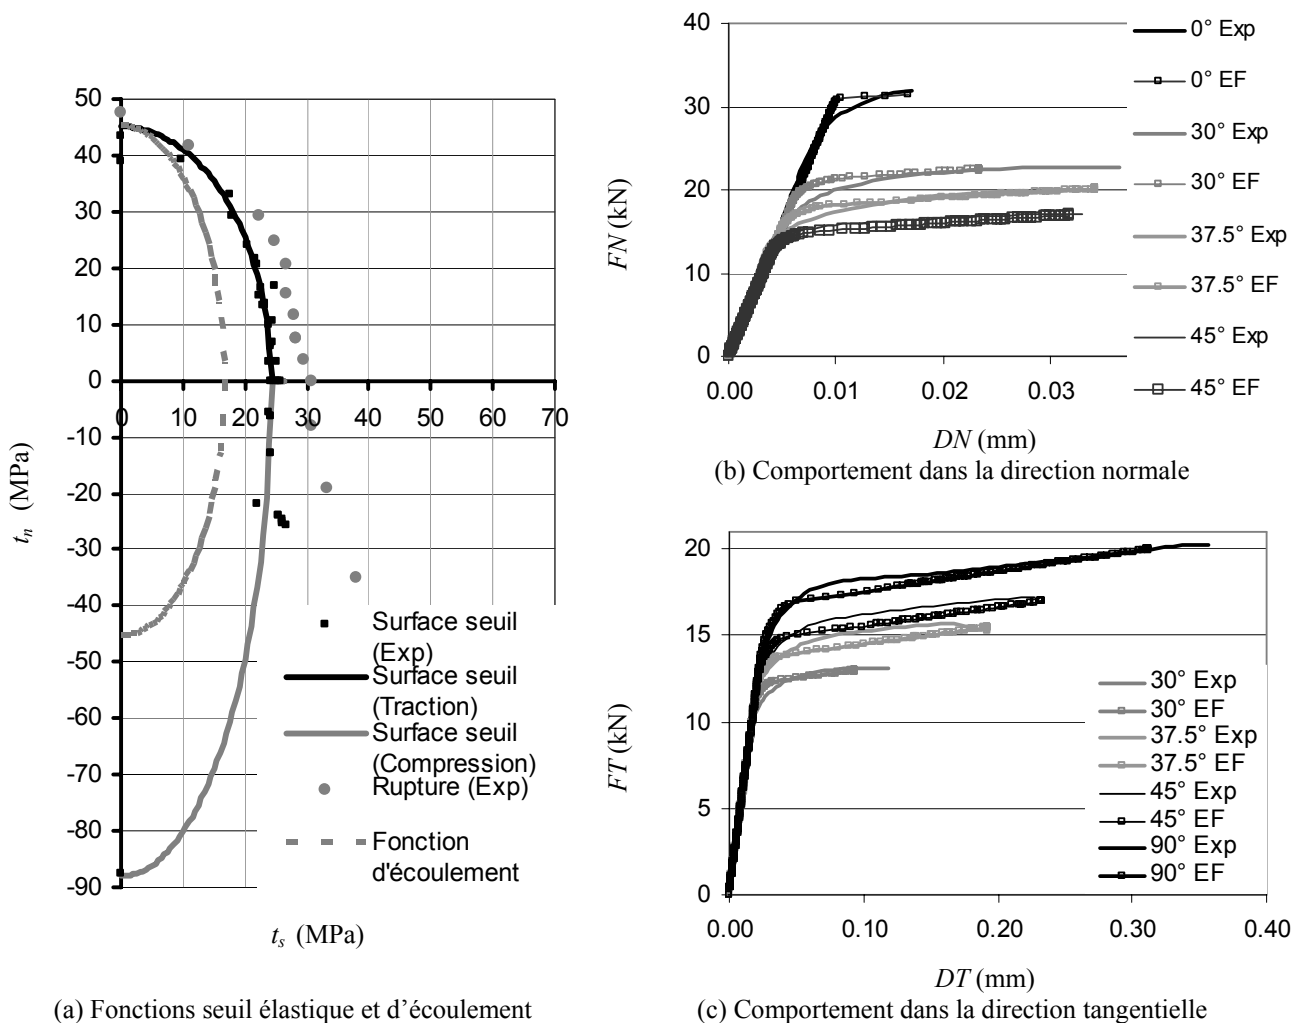 50
40
30
20
10
0
-10
-20
-30
-40
-50
-60
-70
-80
-90
0 10 20 30 40 50 60 70
t_n (MPa)
t_s (MPa)
Surface seuil
(Exp)
Surface seuil
(Traction)
Surface seuil
(Compression)
Rupture (Exp)
Fonction
d'écoulement
(a) Fonctions seuil élastique et d’écoulement
40
30
20
10
0
0.00 0.01 0.02 0.03
FN (kN)
DN (mm)
0° Exp
0° EF
30° Exp
30° EF
37.5° Exp
37.5° EF
45° Exp
45° EF
(b) Comportement dans la direction normale
20
15
10
5
0
0.00 0.10 0.20 0.30 0.40
FT (kN)
DT (mm)
30° Exp
30° EF
37.5° Exp
37.5° EF
45° Exp
45° EF
90° Exp
90° EF
(c) Comportement dans la direction tangentielle